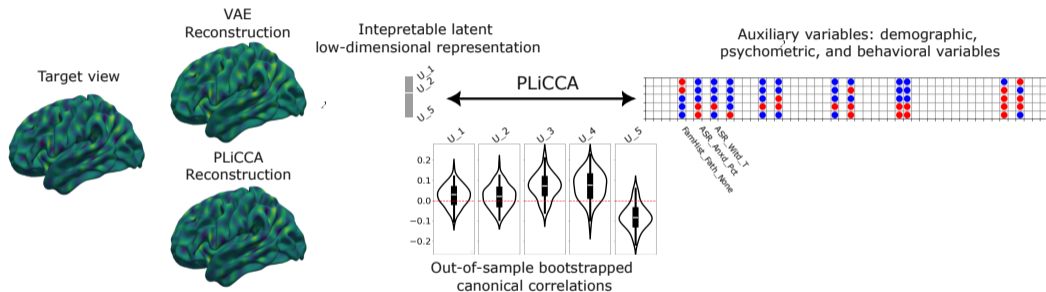 Target view
VAE
Reconstruction
PLiCCA
Reconstruction
Intepretable latent
low-dimensional representation
U_1
U_2
U_5
PLiCCA
Auxiliary variables: demographic,
psychometric, and behavioral variables
FamHist_Fath_None
ASR_Anxd_Pct
ASR_Witd_T
U_1 U_2 U_3 U_4 U_5
0.2
0.1
0.0
−0.1
−0.2
Out-of-sample bootstrapped
canonical correlations